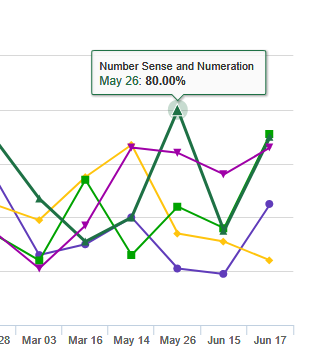 Number Sense and Numeration
May 26: 80.00%
28 Mar 03 Mar 16 May 14 May 26 Jun 15 Jun 17